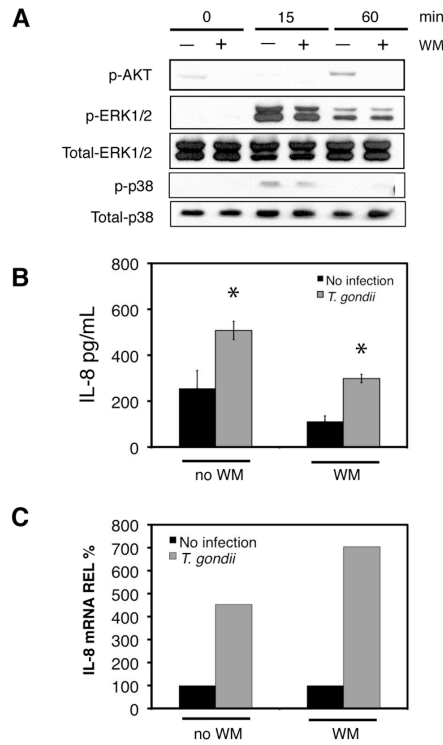 A
0 15 60 min
— + — + — + WM
p-AKT
p-ERK1/2
Total-ERK1/2
p-p38
Total-p38
B
800
600
400
200
0
IL-8 pg/mL
No infection
T. gondii
*
*
no WM
WM
C
800
700
600
500
400
300
200
100
0
IL-8 mRNA REL %
No infection
T. gondii
no WM
WM